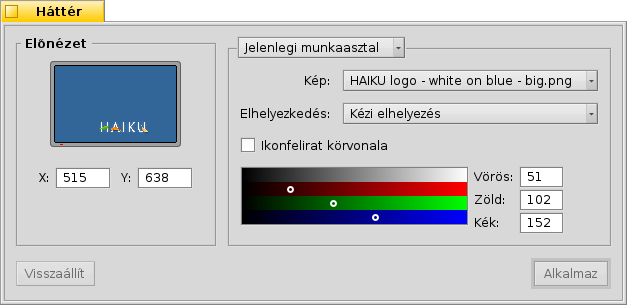 Háttér
Előnézet
HAIKU
X: 515 Y: 638
Jelenlegi munkaasztal
Kép: HAIKU logo - white on blue - big.png
Elhelyezkedés: Kézi elhelyezés
Ikonfelirat körvonala
Vörös: 51
Zöld: 102
Kék: 152
Visszaállít
Alkalmaz